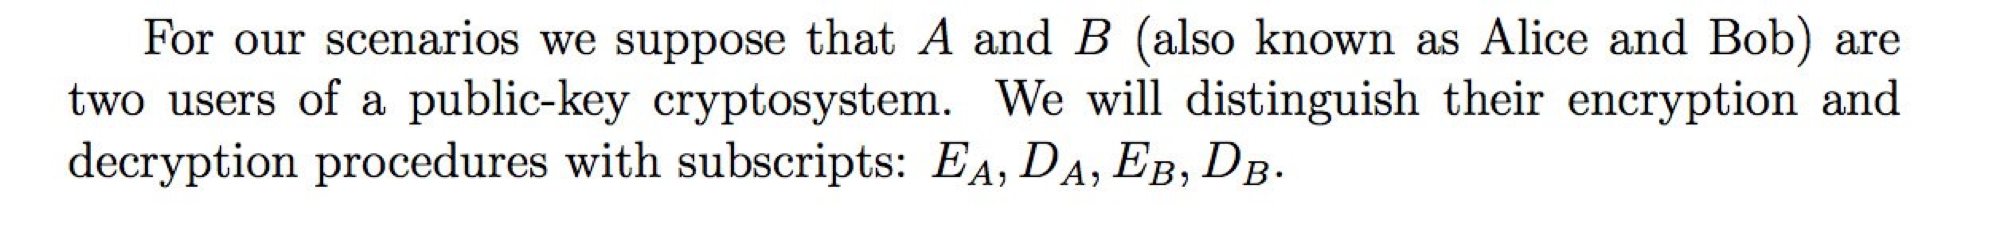 For our scenarios we suppose that A and B (also known as Alice and Bob) are
two users of a public-key cryptosystem. We will distinguish their encryption and
decryption procedures with subscripts: E_A, D_A, E_B, D_B.